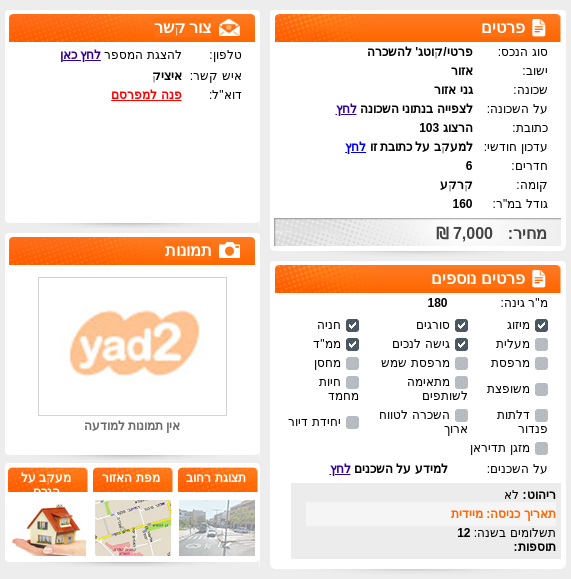 פרטים
סוג הנכס: פרטי/קוטג' להשכרה
ישוב: אזור
שכונה: גני אזור
על השכונה: לצפייה בנתוני השכונה לחץ
כתובת: הרצוג 103
עדכון חודשי: למעקב על כתובת זו לחץ
חדרים: 6
קומה: קרקע
גודל במ"ר: 160
מחיר: 7,000 ₪
פרטים נוספים
מ"ר גינה: 180
מיזוג סורגים חניה
מעלית גישה לנכים ממ"ד
מרפסת מרפסת שמש מחסן
משופצת מתאימה לשותפים חיות מחמד
דלתות פנדור השכרה לטווח ארוך יחידת דיור
מזגן תדיראן
על השכנים: למידע על השכנים לחץ
ריהוט: לא
תאריך כניסה: מיידית
תשלומים בשנה: 12
תוספות:
צור קשר
טלפון: להצגת המספר לחץ כאן
איש קשר: איציק
דוא"ל: פנה למפרסם
תמונות
yad2
אין תמונות למודעה
תצוגת רחוב
מפת האזור
מעקב על
הנכס